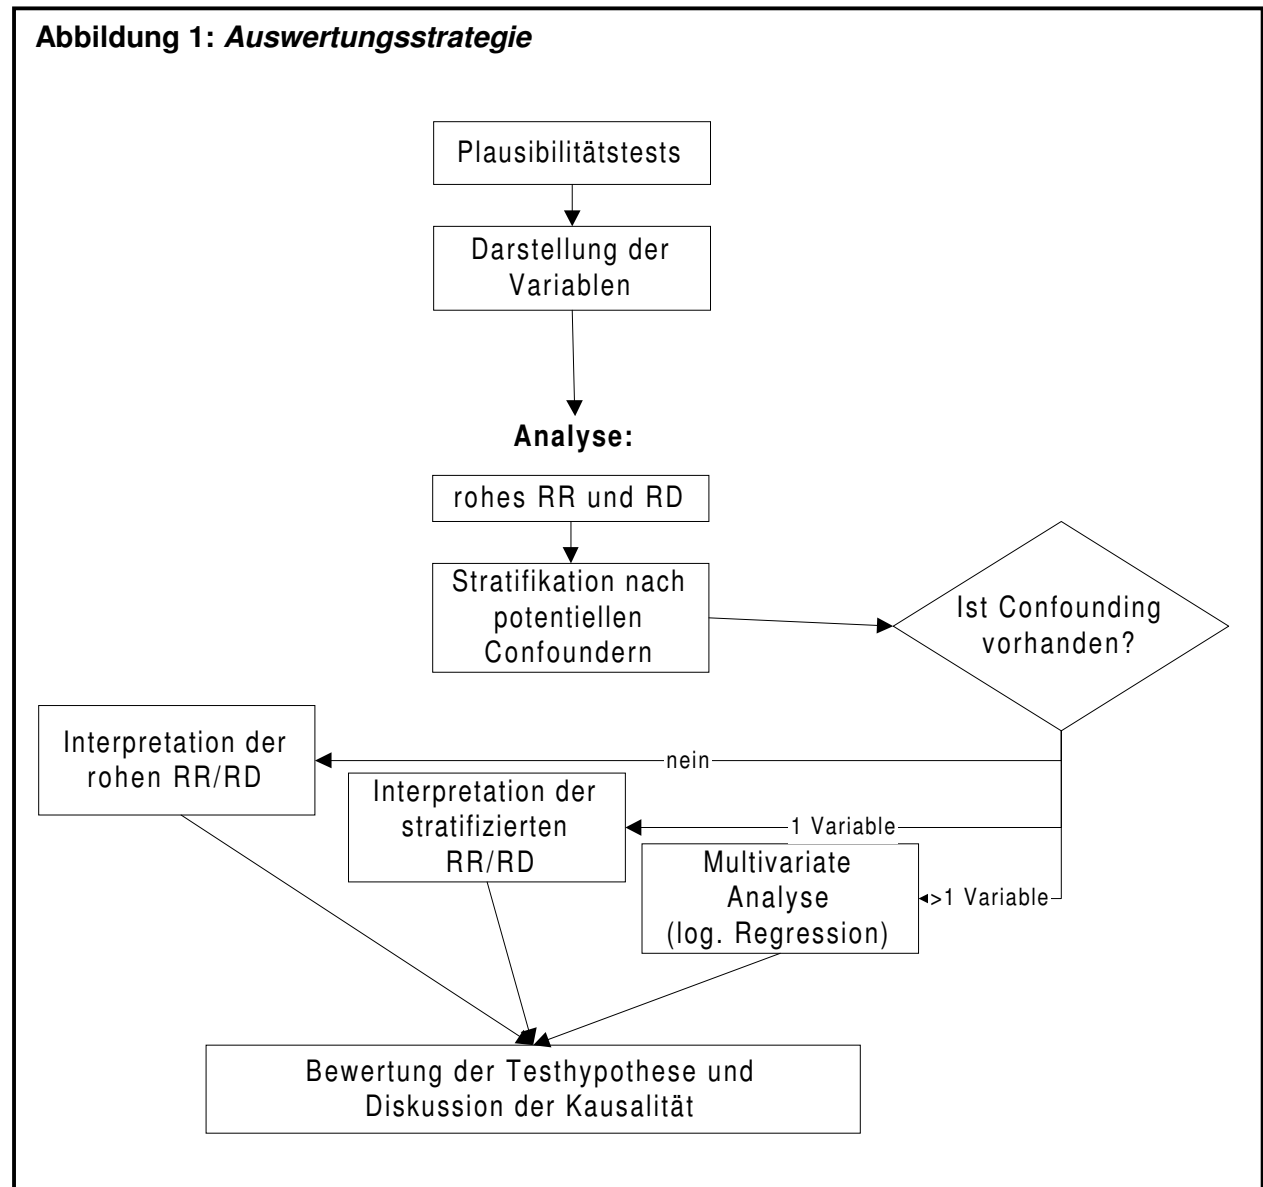 Abbildung 1: Auswertungsstrategie
Plausibilitätstests
Darstellung der
Variablen
Analyse:
rohes RR und RD
Stratifikation nach
potentiellen
Confoundern
Ist Confounding
vorhanden?
Interpretation der
rohen RR/RD
nein
Interpretation der
stratifizierten
RR/RD
1 Variable
Multivariate
Analyse
(log. Regression)
>1 Variable
Bewertung der Testhypothese und
Diskussion der Kausalität